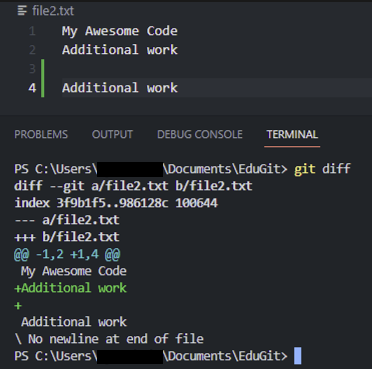 file2.txt
1 My Awesome Code
2 Additional work
3
4 Additional work
PROBLEMS OUTPUT DEBUG CONSOLE TERMINAL
PS C:\Users\ \Documents\EduGit> git diff
diff --git a/file2.txt b/file2.txt
index 3f9b1f5..986128c 100644
--- a/file2.txt
+++ b/file2.txt
@@ -1,2 +1,4 @@
 My Awesome Code
+Additional work
+
 Additional work
\ No newline at end of file
PS C:\Users\ \Documents\EduGit>